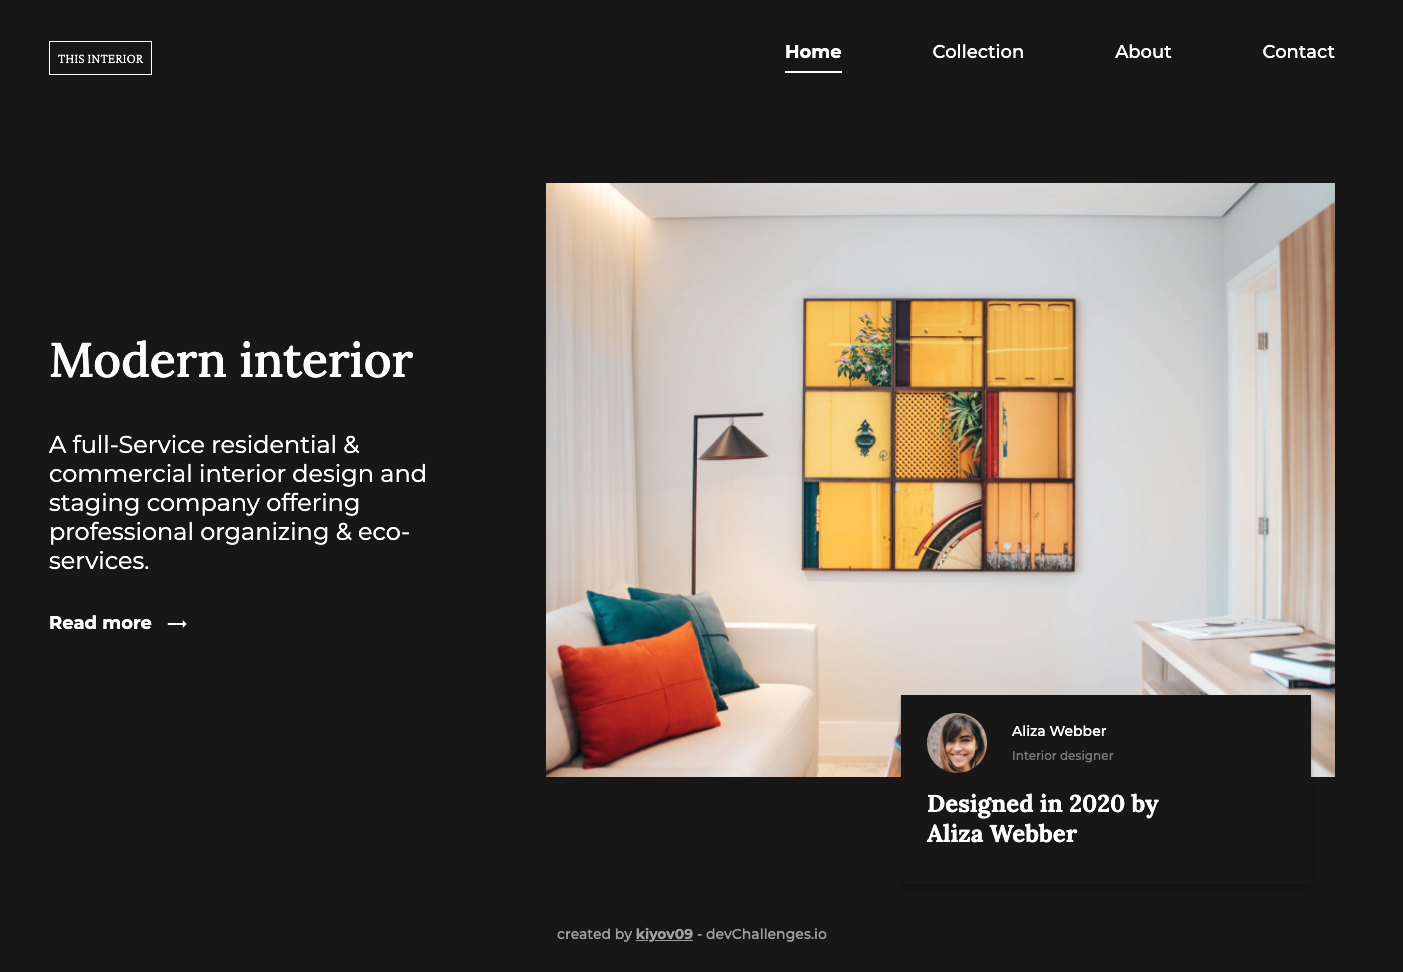 THIS INTERIOR
Home
Collection
About
Contact
Modern interior
A full-Service residential &
commercial interior design and
staging company offering
professional organizing & eco-
services.
Read more →
Aliza Webber
Interior designer
Designed in 2020 by
Aliza Webber
created by kiyov09 - devChallenges.io